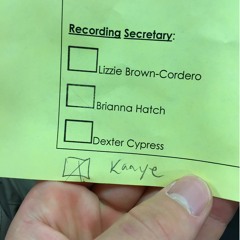 Recording Secretary:
Lizzie Brown-Cordero
Brianna Hatch
Dexter Cypress
Kanye